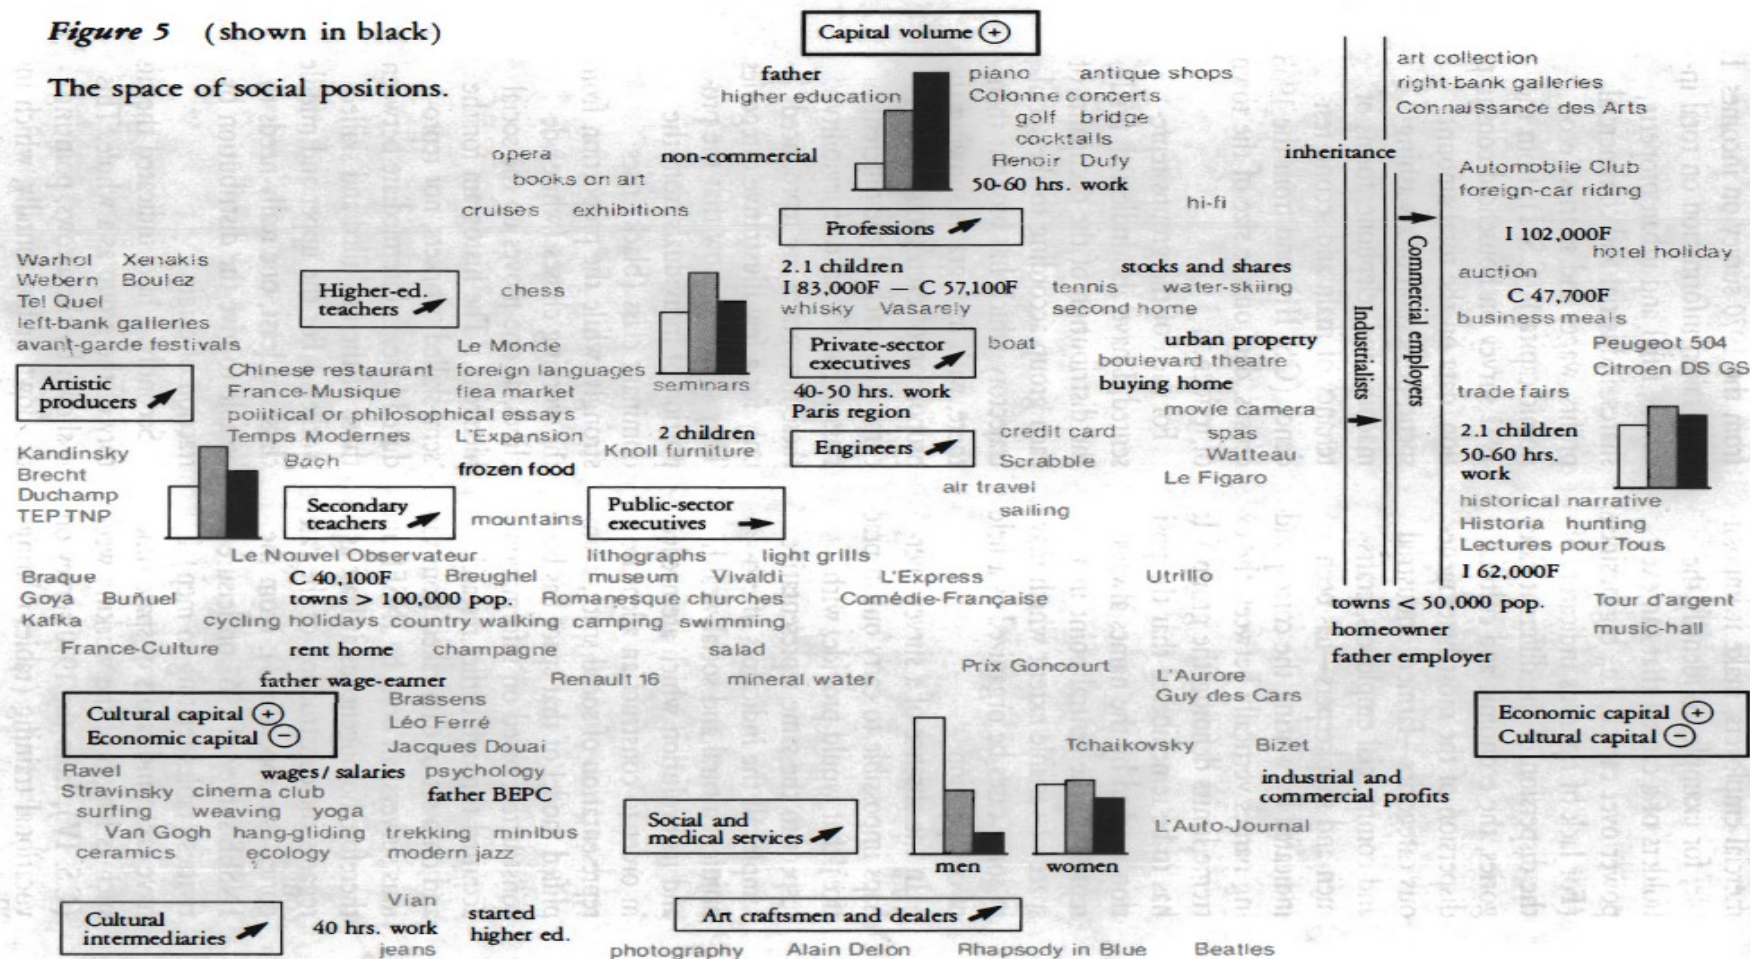 Figure 5 (shown in black)
The space of social positions.
Capital volume +
father
higher education
piano antique shops
Colonne concerts
golf bridge
cocktails
Renoir Dufy
50-60 hrs. work
non-commercial
opera
books on art
cruises exhibitions
art collection
right-bank galleries
Connaissance des Arts
inheritance
Automobile Club
foreign-car riding
hi-fi
Professions
2.1 children
I 83,000F — C 57,100F
whisky Vasarely
stocks and shares
tennis water-skiing
second home
I 102,000F
hotel holiday
auction
C 47,700F
business meals
Peugeot 504
Citroen DS GS
trade fairs
Industrialists
Commercial employers
Warhol Xenakis
Webern Boulez
Tel Quel
left-bank galleries
avant-garde festivals
Higher-ed.
teachers
chess
seminars
Private-sector
executives
boat
urban property
boulevard theatre
buying home
40-50 hrs. work
Paris region
movie camera
spas
Watteau
Le Figaro
Artistic
producers
Chinese restaurant
France-Musique
political or philosophical essays
Temps Modernes
Bach
Le Monde
foreign languages
flea market
L'Expansion
frozen food
2 children
Knoll furniture
Engineers
credit card
Scrabble
air travel
sailing
2.1 children
50-60 hrs.
work
historical narrative
Historia hunting
Lectures pour Tous
I 62,000F
Kandinsky
Brecht
Duchamp
TEP TNP
Secondary
teachers
mountains
Public-sector
executives
Le Nouvel Observateur
lithographs light grills
Braque
Goya Buñuel
Kafka
C 40,100F
towns > 100,000 pop.
Breughel
museum Vivaldi
Romanesque churches
L'Express
Comédie-Française
Utrillo
cycling holidays country walking camping swimming
towns < 50,000 pop.
homeowner
father employer
Tour d'argent
music-hall
France-Culture
rent home
champagne
salad
father wage-earner
Renault 16
mineral water
Prix Goncourt
L'Aurore
Guy des Cars
Cultural capital +
Economic capital −
Brassens
Léo Ferré
Jacques Douai
Economic capital +
Cultural capital −
Tchaikovsky
Bizet
Ravel
wages/salaries
psychology
Stravinsky cinema club
father BEPC
surfing weaving yoga
Van Gogh hang-gliding trekking minibus
ceramics ecology modern jazz
industrial and
commercial profits
Social and
medical services
men
women
L'Auto-Journal
Cultural
intermediaries
Vian
40 hrs. work
jeans
started
higher ed.
Art craftsmen and dealers
photography Alain Delon Rhapsody in Blue Beatles